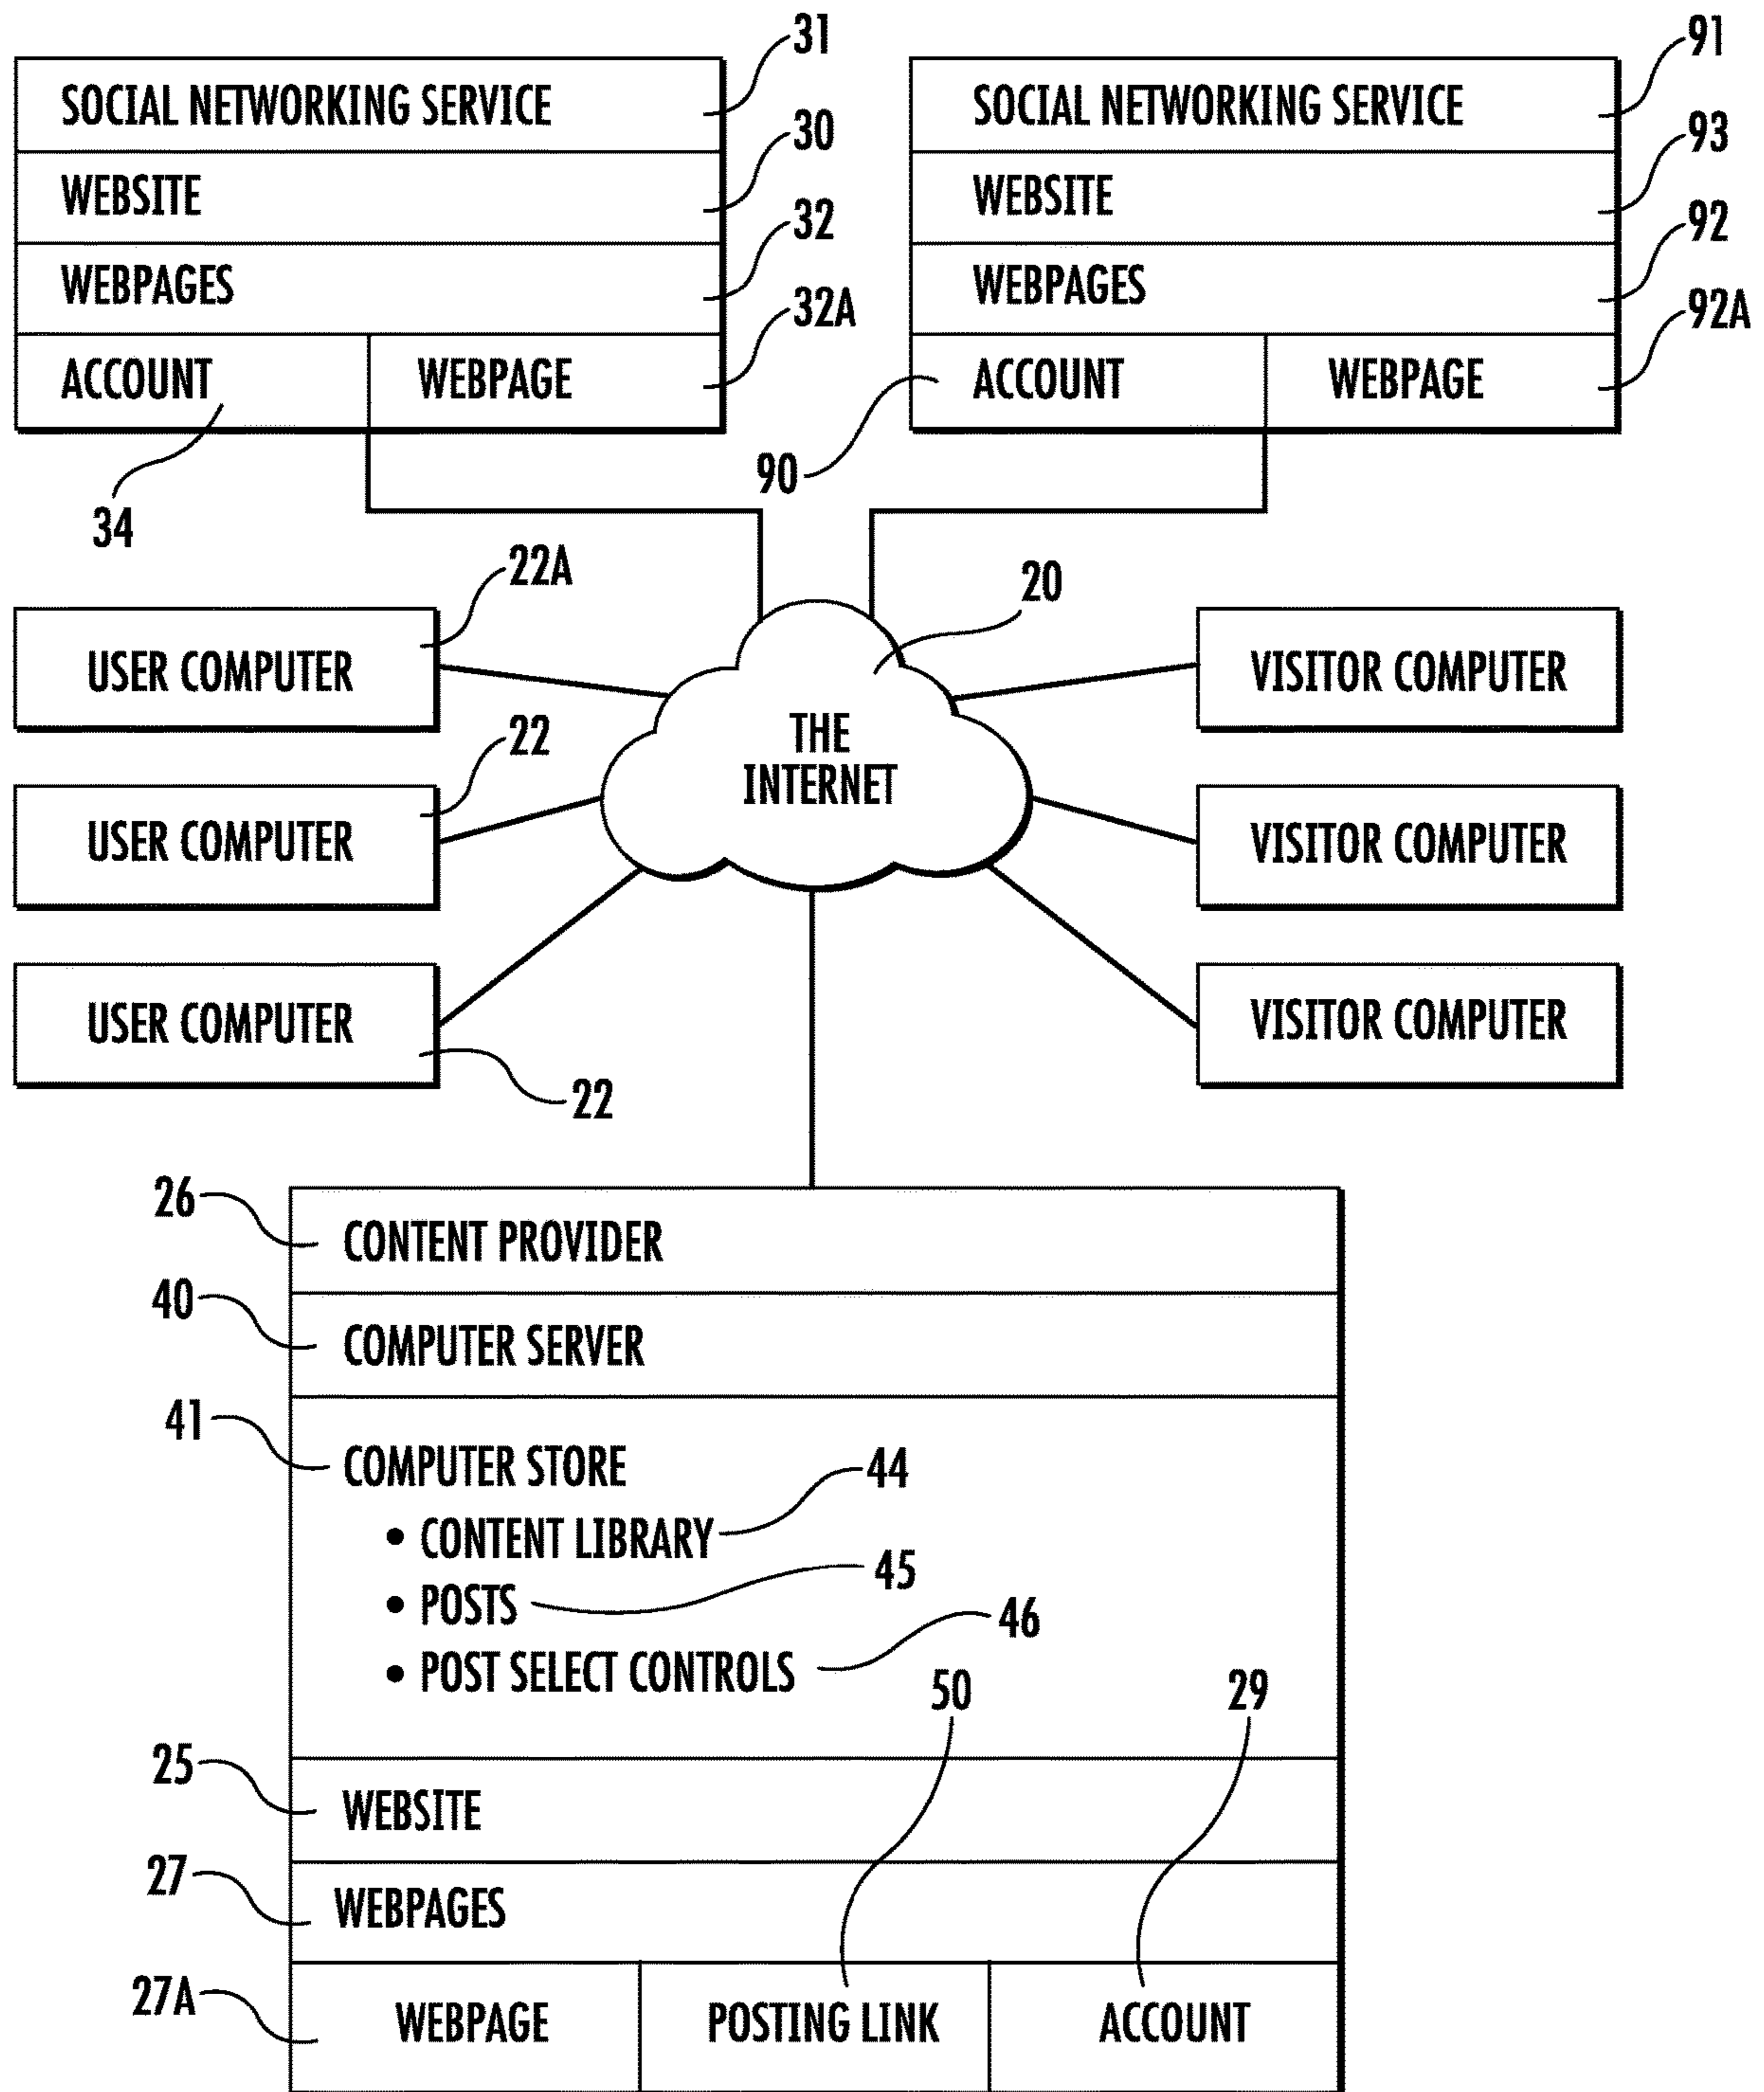 31
SOCIAL NETWORKING SERVICE
30
WEBSITE
32
WEBPAGES
32A
ACCOUNT
WEBPAGE
34
91
SOCIAL NETWORKING SERVICE
93
WEBSITE
92
WEBPAGES
92A
ACCOUNT
WEBPAGE
90
22A
USER COMPUTER
22
USER COMPUTER
USER COMPUTER
22
20
THE
INTERNET
VISITOR COMPUTER
VISITOR COMPUTER
VISITOR COMPUTER
26
CONTENT PROVIDER
40
COMPUTER SERVER
41
COMPUTER STORE
44
• CONTENT LIBRARY
45
• POSTS
46
• POST SELECT CONTROLS
50
29
25
WEBSITE
27
WEBPAGES
27A
WEBPAGE
POSTING LINK
ACCOUNT